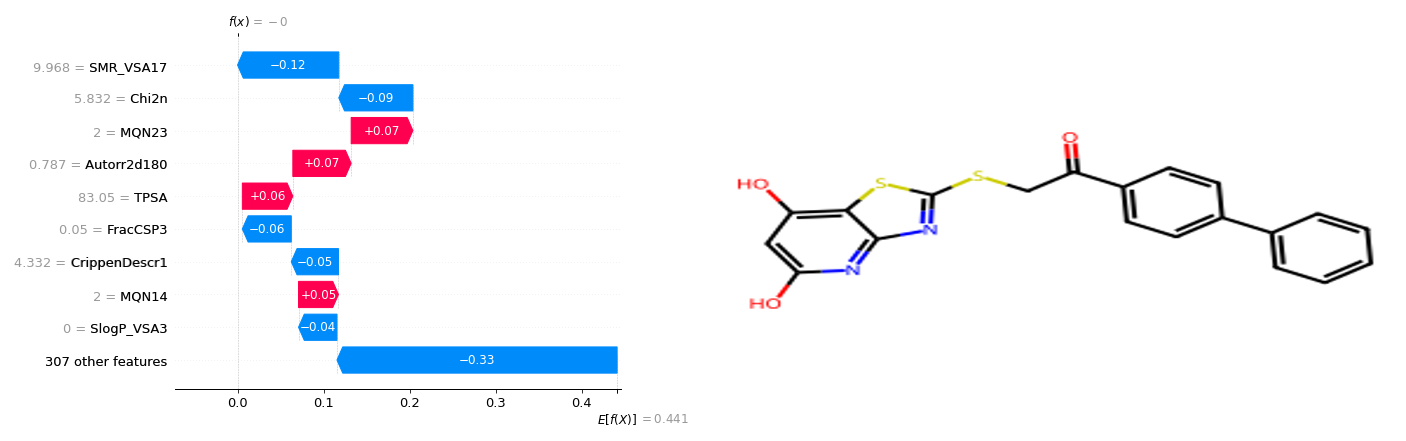 f(x) = −0
9.968 = SMR_VSA17
−0.12
5.832 = Chi2n
−0.09
2 = MQN23
+0.07
0.787 = Autorr2d180
+0.07
83.05 = TPSA
+0.06
0.05 = FracCSP3
−0.06
4.332 = CrippenDescr1
−0.05
2 = MQN14
+0.05
0 = SlogP_VSA3
−0.04
307 other features
−0.33
0.0 0.1 0.2 0.3 0.4
E[f(X)] = 0.441
O
HO S S
N
N
HO